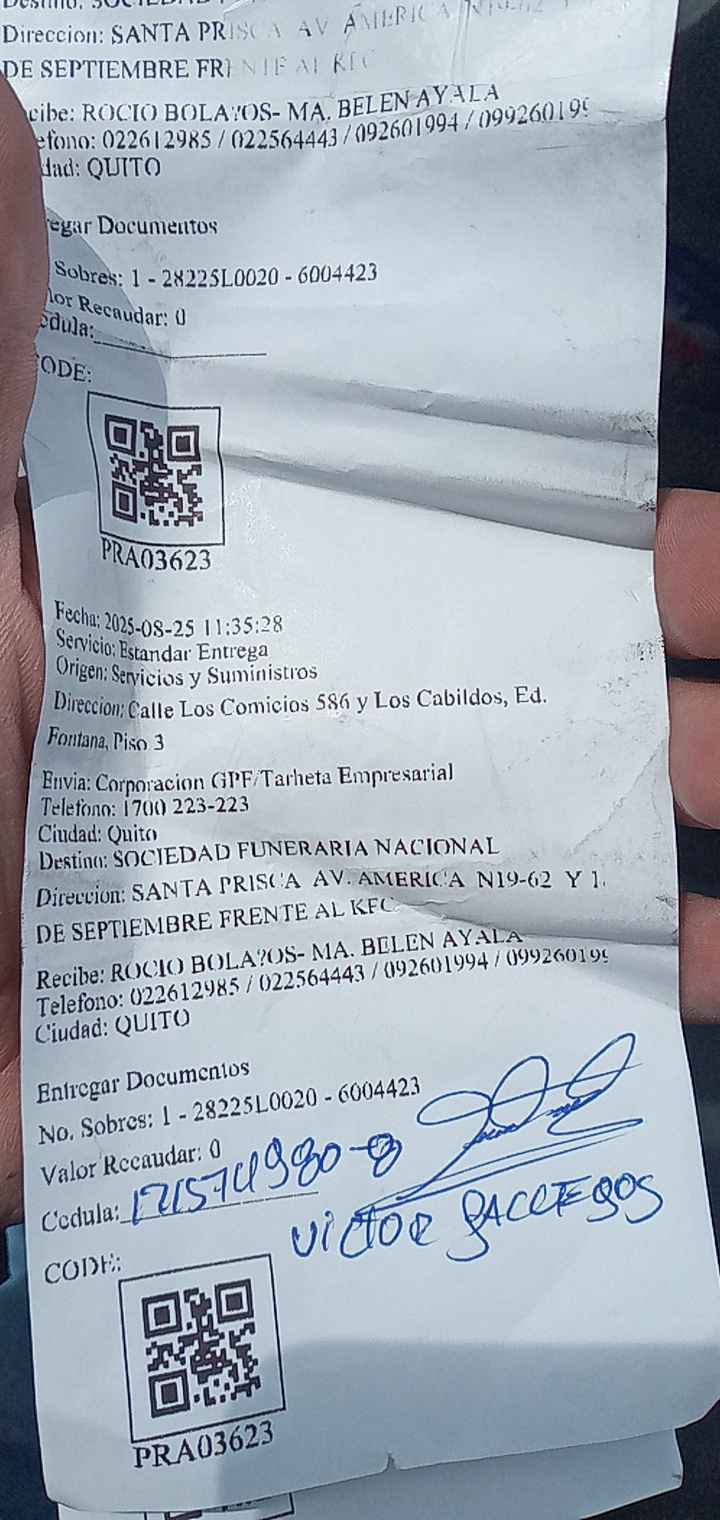 Direccion: SANTA PRISCA AV AMERICA N19-62
DE SEPTIEMBRE FRENTE AL KFC
cibe: ROCIO BOLA?OS- MA. BELEN AYALA
efono: 022612985 / 022564443 / 092601994 / 099260199
dad: QUITO
egar Documentos
Sobres: 1 - 28225L0020 - 6004423
lor Recaudar: 0
edula:
ODE:
PRA03623
Fecha: 2025-08-25 11:35:28
Servicio: Estandar Entrega
Origen: Servicios y Suministros
Direccion: Calle Los Comicios 586 y Los Cabildos, Ed.
Fontana, Piso 3
Envia: Corporacion GPF/Tarheta Empresarial
Telefono: 1700 223-223
Ciudad: Quito
Destino: SOCIEDAD FUNERARIA NACIONAL
Direccion: SANTA PRISCA AV. AMERICA N19-62 Y 1
DE SEPTIEMBRE FRENTE AL KFC
Recibe: ROCIO BOLA?OS- MA. BELEN AYALA
Telefono: 022612985 / 022564443 / 092601994 / 099260199
Ciudad: QUITO
Entregar Documentos
No. Sobres: 1 - 28225L0020 - 6004423
Valor Recaudar: 0
Cedula: 171574980-8
VICTOR GALLEGOS
CODE:
PRA03623